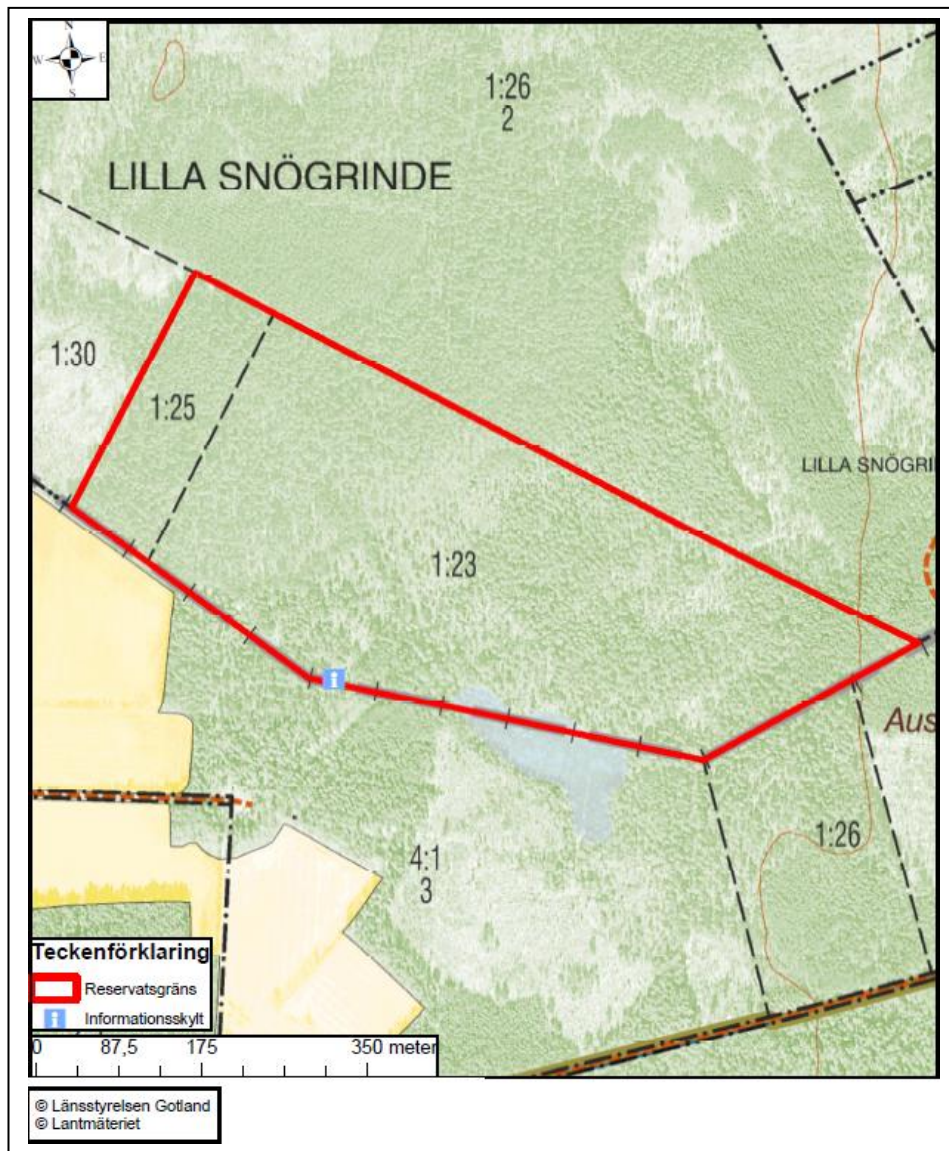 N
W E
S
1:26
2
LILLA SNÖGRINDE
1:30
1:25
LILLA SNÖGRI
1:23
Aus
1:26
4:1
3
Teckenförklaring
Reservatsgräns
i Informationsskylt
0 87,5 175 350 meter
© Länsstyrelsen Gotland
© Lantmäteriet